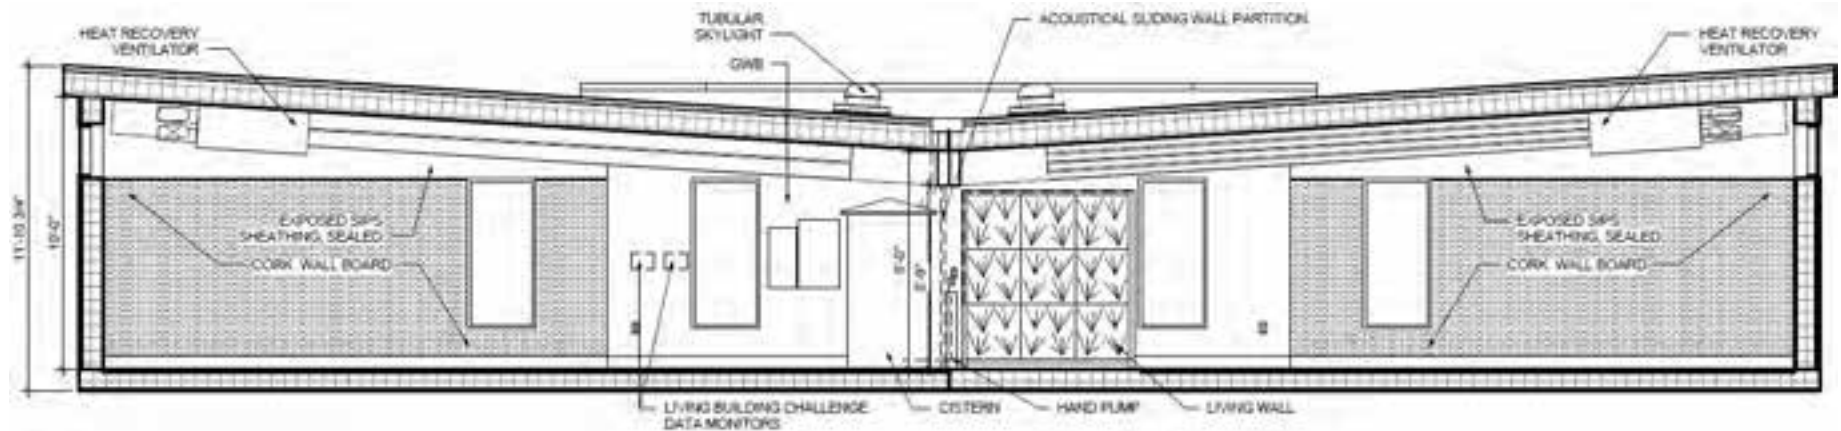 HEAT RECOVERY
VENTILATOR
TUBULAR
SKYLIGHT
GWB
ACOUSTICAL SLIDING WALL PARTITION
HEAT RECOVERY
VENTILATOR
11'-10 3/4"
10'-0"
EXPOSED SIPS
SHEATHING, SEALED
CORK WALL BOARD
EXPOSED SIPS
SHEATHING, SEALED
CORK WALL BOARD
LIVING BUILDING CHALLENGE
DATA MONITORS
CISTERN
HAND PUMP
LIVING WALL